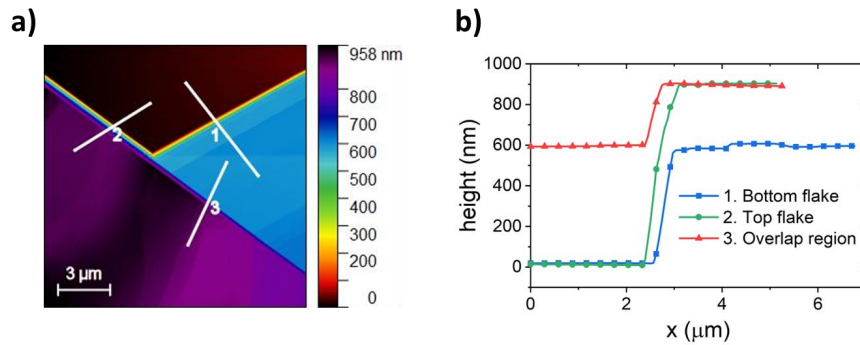 a)
958 nm
800
700
600
500
400
300
200
100
0
1
2
3
3 µm
b)
1000
900
800
600
400
200
0
height (nm)
1. Bottom flake
2. Top flake
3. Overlap region
0 2 4 6
x (µm)